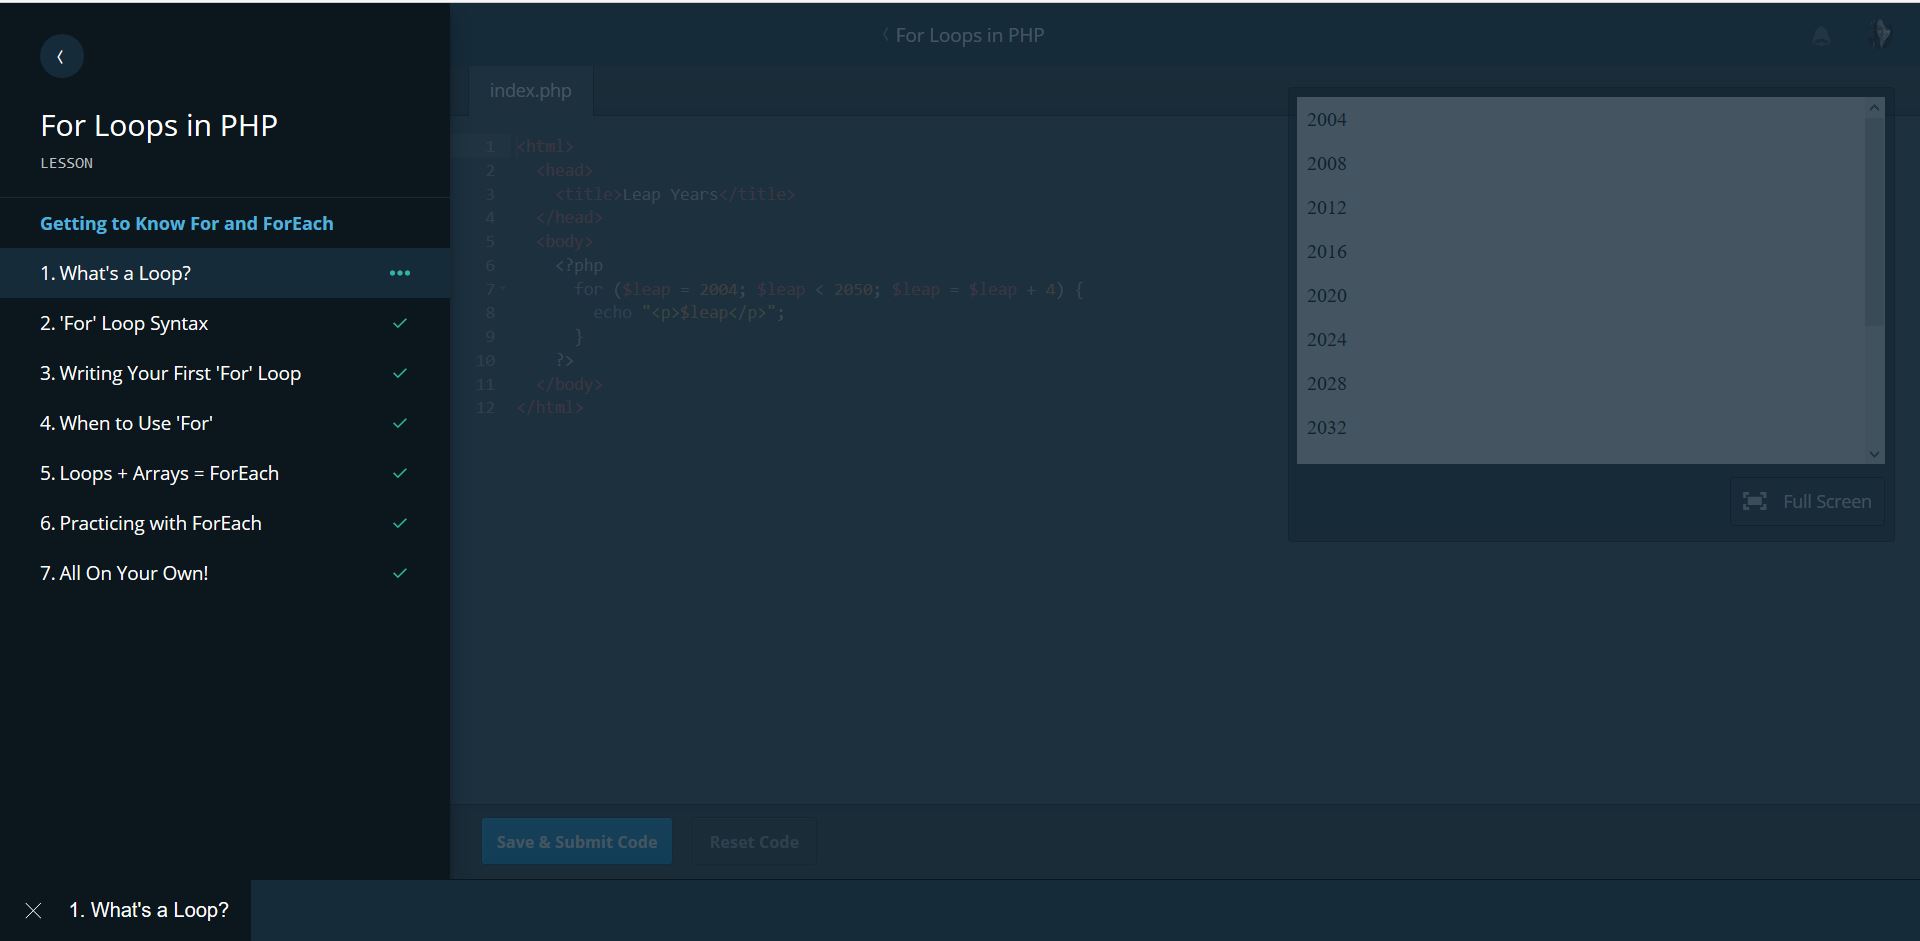 For Loops in PHP
LESSON
Getting to Know For and ForEach
1. What's a Loop?
2. 'For' Loop Syntax
3. Writing Your First 'For' Loop
4. When to Use 'For'
5. Loops + Arrays = ForEach
6. Practicing with ForEach
7. All On Your Own!
For Loops in PHP
index.php
1 <html>
2 <head>
3 <title>Leap Years</title>
4 </head>
5 <body>
6 <?php
7 for ($leap = 2004; $leap < 2050; $leap = $leap + 4) {
8 echo "<p>$leap</p>";
9 }
10 ?>
11 </body>
12 </html>
2004
2008
2012
2016
2020
2024
2028
2032
Full Screen
Save & Submit Code
Reset Code
1. What's a Loop?